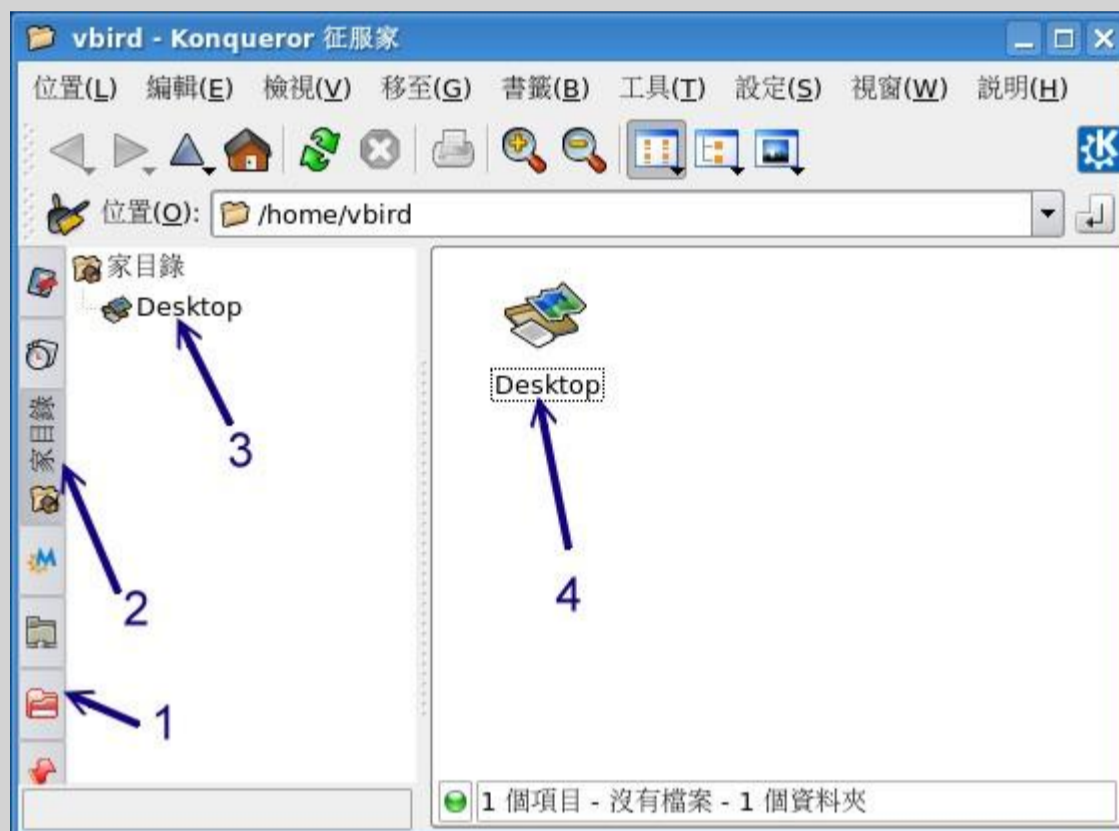 vbird - Konqueror 征服家
位置(L) 編輯(E) 檢視(V) 移至(G) 書籤(B) 工具(T) 設定(S) 視窗(W) 說明(H)
位置(O): /home/vbird
家目錄
Desktop
家目錄
Desktop
3
2
4
1
1 個項目 - 沒有檔案 - 1 個資料夾